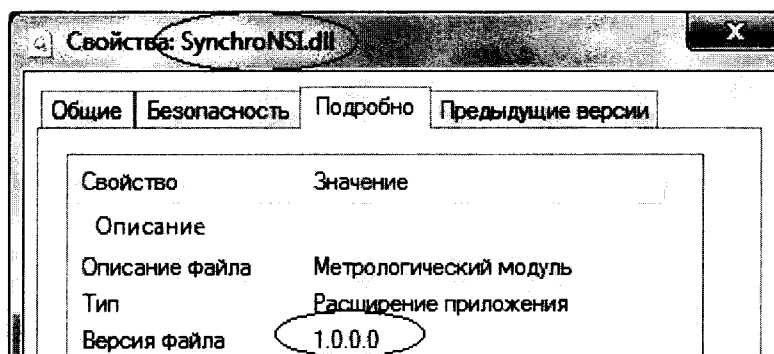 Свойства: SynchroNSI.dll
x
Общие Безопасность Подробно Предыдущие версии
Свойство Значение
Описание
Описание файла Метрологический модуль
Тип Расширение приложения
Версия файла 1.0.0.0